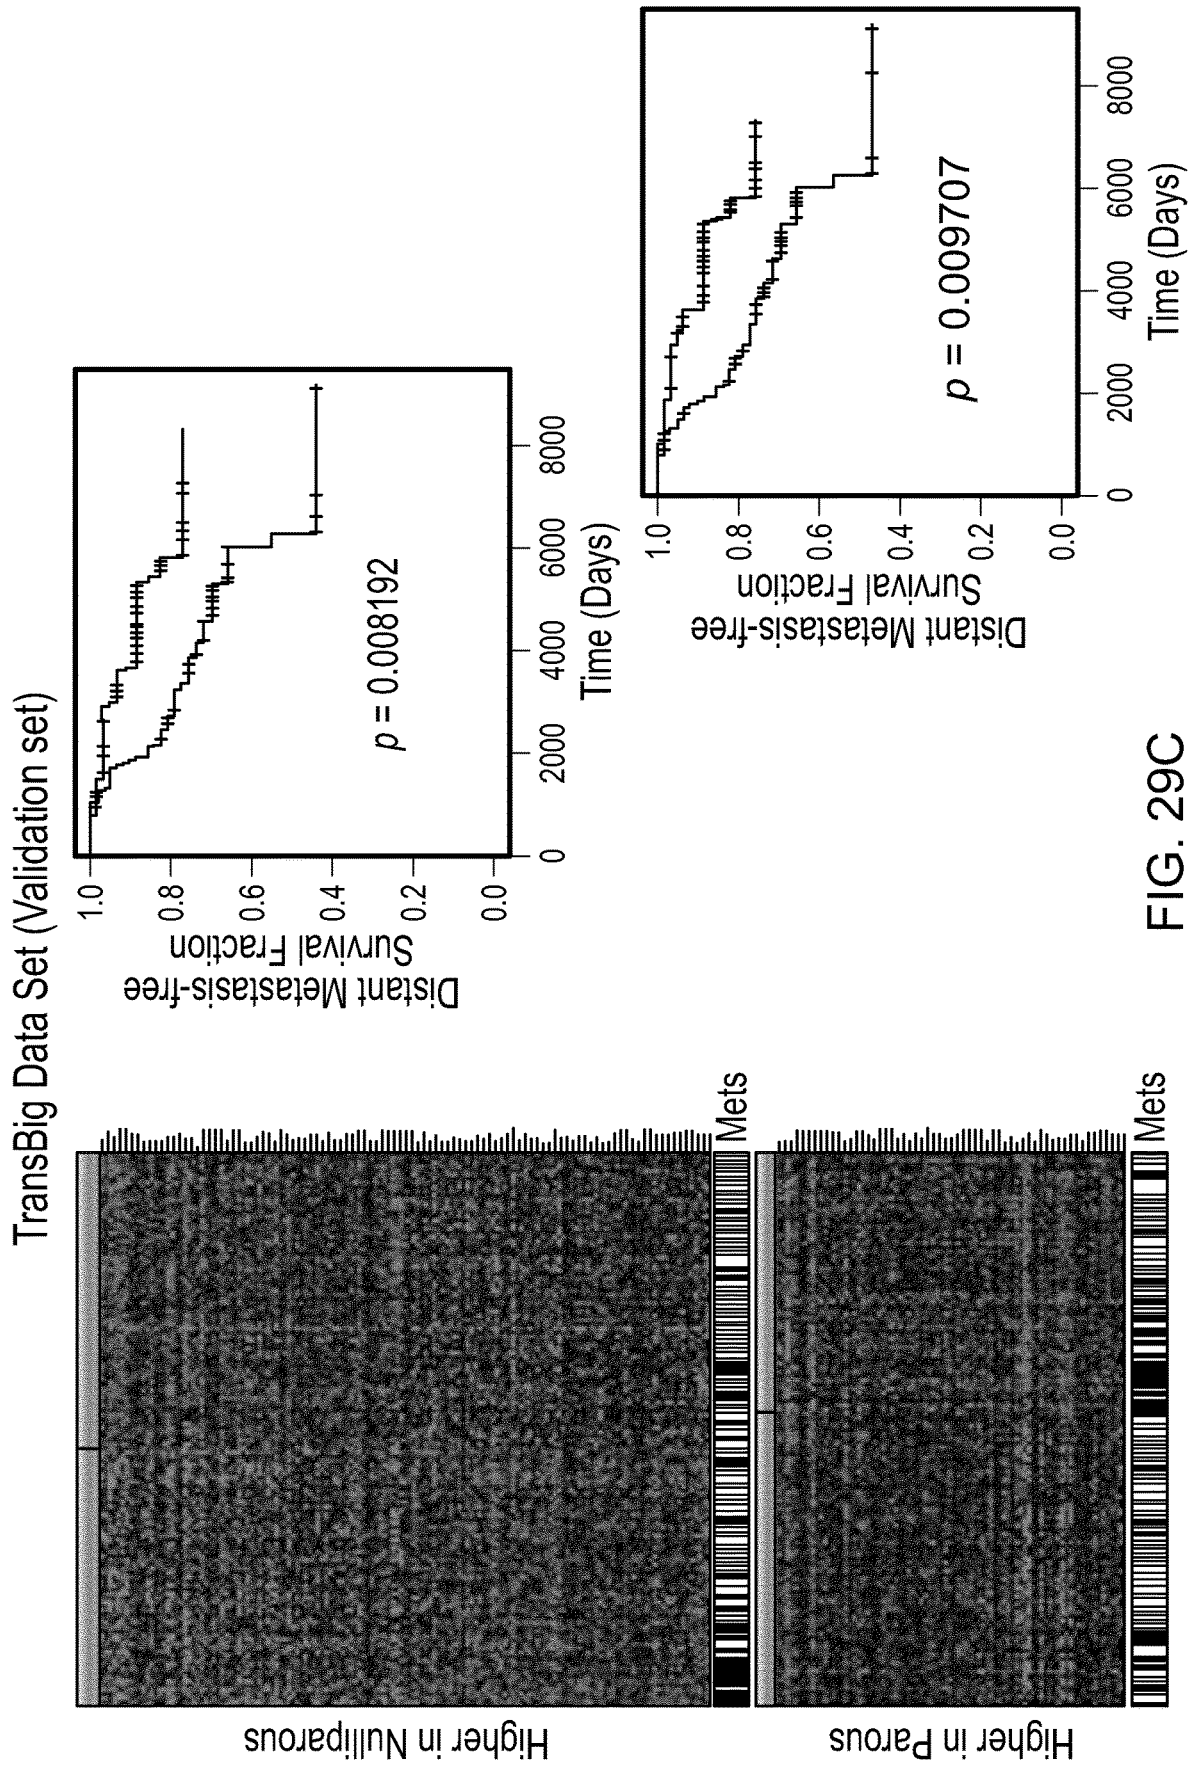 TransBig Data Set (Validation set)
Higher in Nulliparous
Mets
Higher in Parous
Mets
Distant Metastasis-free
Survival Fraction
1.0
0.8
0.6
0.4
0.2
0.0
p = 0.008192
0 2000 4000 6000 8000
Time (Days)
Distant Metastasis-free
Survival Fraction
1.0
0.8
0.6
0.4
0.2
0.0
p = 0.009707
0 2000 4000 6000 8000
Time (Days)
FIG. 29C